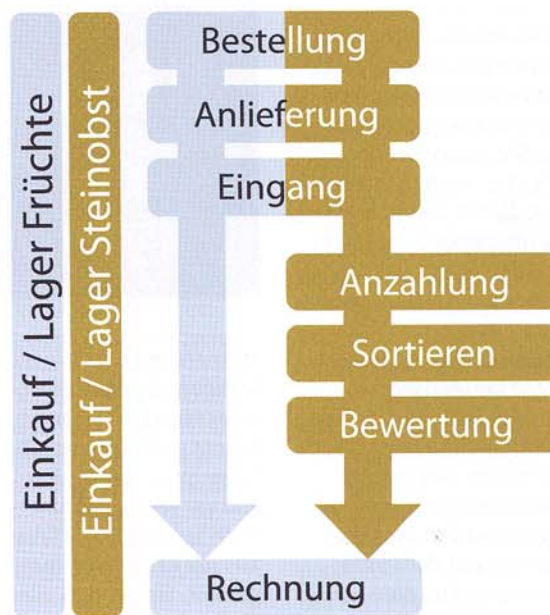 Einkauf / Lager Früchte
Einkauf / Lager Steinobst
Bestellung
Anlieferung
Eingang
Anzahlung
Sortieren
Bewertung
Rechnung